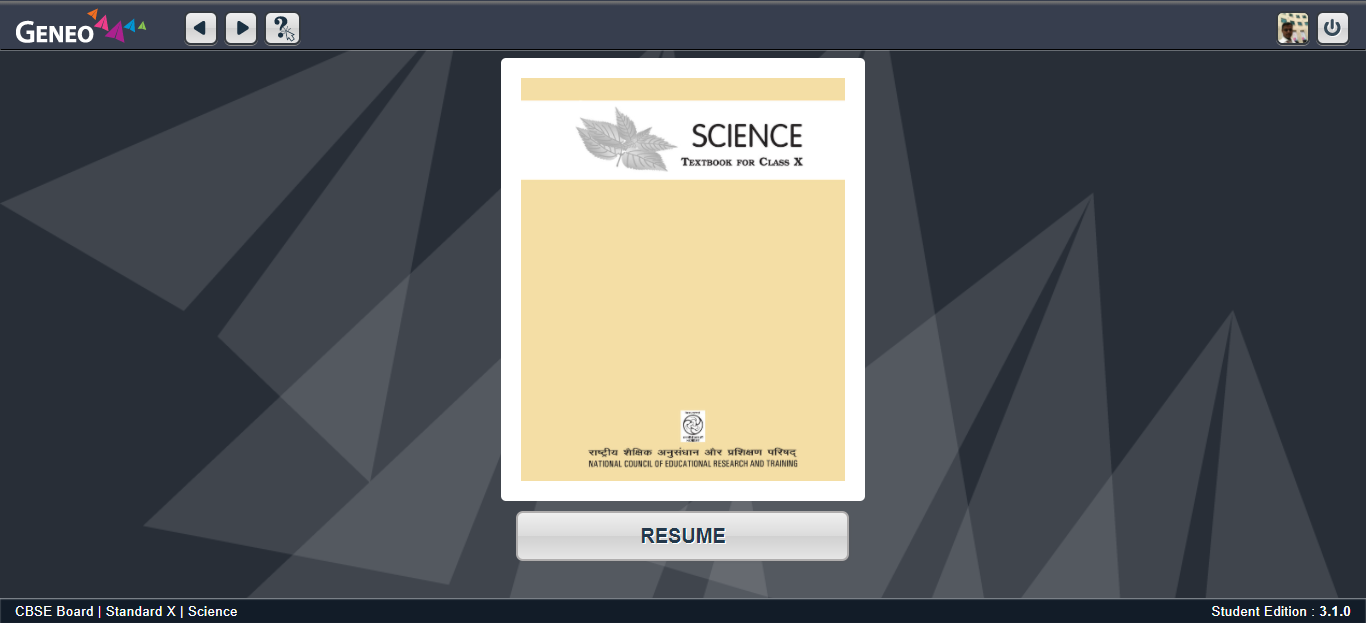 GENEO
SCIENCE
TEXTBOOK FOR CLASS X
राष्ट्रीय शैक्षिक अनुसंधान और प्रशिक्षण परिषद्
NATIONAL COUNCIL OF EDUCATIONAL RESEARCH AND TRAINING
RESUME
CBSE Board | Standard X | Science
Student Edition : 3.1.0